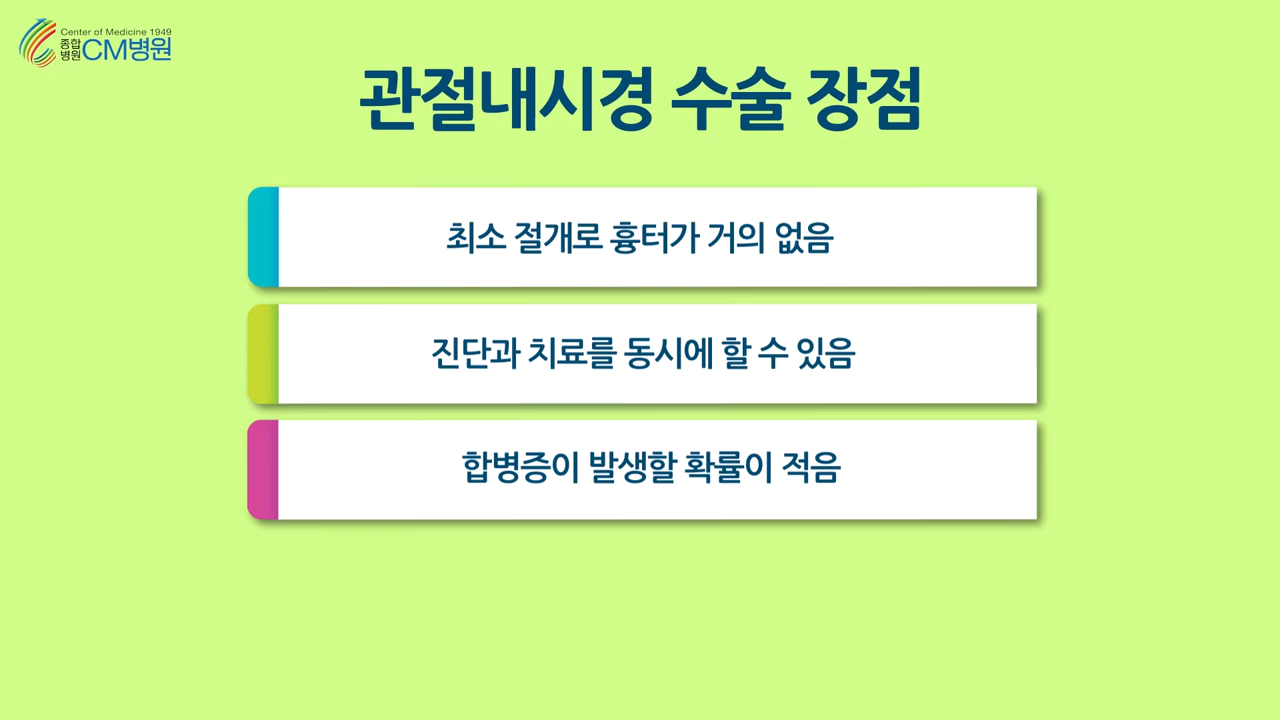 Center of Medicine 1949
종합병원 CM병원
관절내시경 수술 장점
최소 절개로 흉터가 거의 없음
진단과 치료를 동시에 할 수 있음
합병증이 발생할 확률이 적음